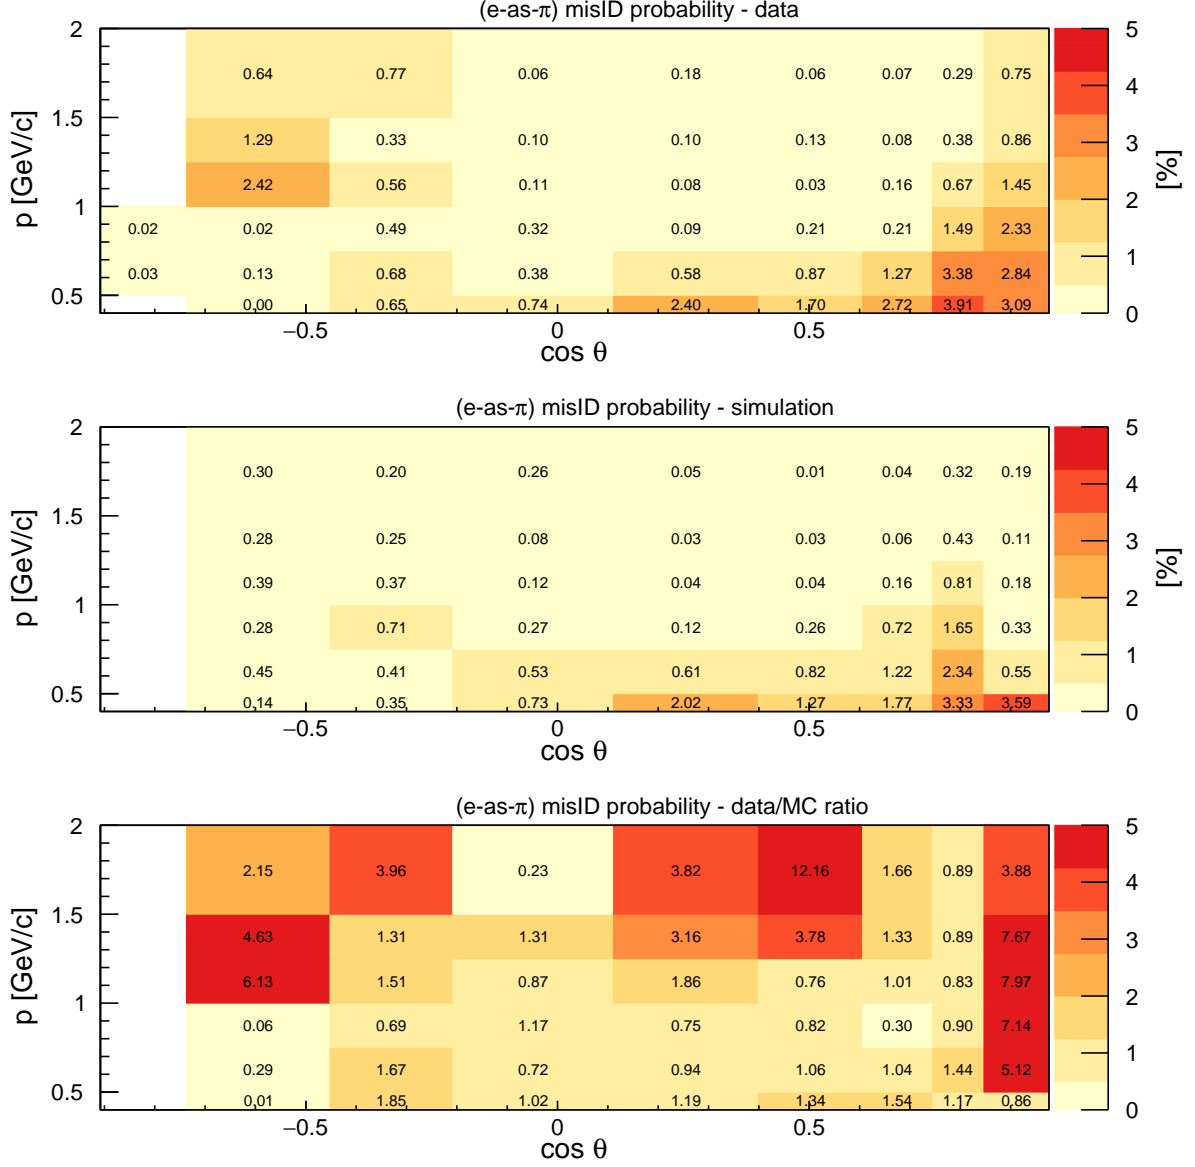 (e-as-π) misID probability - data
2
0.64 0.77 0.06 0.18 0.06 0.07 0.29 0.75
1.5
1.29 0.33 0.10 0.10 0.13 0.08 0.38 0.86
2.42 0.56 0.11 0.08 0.03 0.16 0.67 1.45
1
0.02 0.02 0.49 0.32 0.09 0.21 0.21 1.49 2.33
0.03 0.13 0.68 0.38 0.58 0.87 1.27 3.38 2.84
0.5
0.00 0.65 0.74 2.40 1.70 2.72 3.91 3.09
−0.5 0 0.5
cos θ
p [GeV/c]
5
4
3
2
1
0
[%]
(e-as-π) misID probability - simulation
2
0.30 0.20 0.26 0.05 0.01 0.04 0.32 0.19
1.5
0.28 0.25 0.08 0.03 0.03 0.06 0.43 0.11
0.39 0.37 0.12 0.04 0.04 0.16 0.81 0.18
1
0.28 0.71 0.27 0.12 0.26 0.72 1.65 0.33
0.45 0.41 0.53 0.61 0.82 1.22 2.34 0.55
0.5
0.14 0.35 0.73 2.02 1.27 1.77 3.33 3.59
−0.5 0 0.5
cos θ
p [GeV/c]
5
4
3
2
1
0
[%]
(e-as-π) misID probability - data/MC ratio
2
2.15 3.96 0.23 3.82 12.16 1.66 0.89 3.88
1.5
4.63 1.31 1.31 3.16 3.78 1.33 0.89 7.67
6.13 1.51 0.87 1.86 0.76 1.01 0.83 7.97
1
0.06 0.69 1.17 0.75 0.82 0.30 0.90 7.14
0.29 1.67 0.72 0.94 1.06 1.04 1.44 5.12
0.5
0.01 1.85 1.02 1.19 1.34 1.54 1.17 0.86
−0.5 0 0.5
cos θ
p [GeV/c]
5
4
3
2
1
0